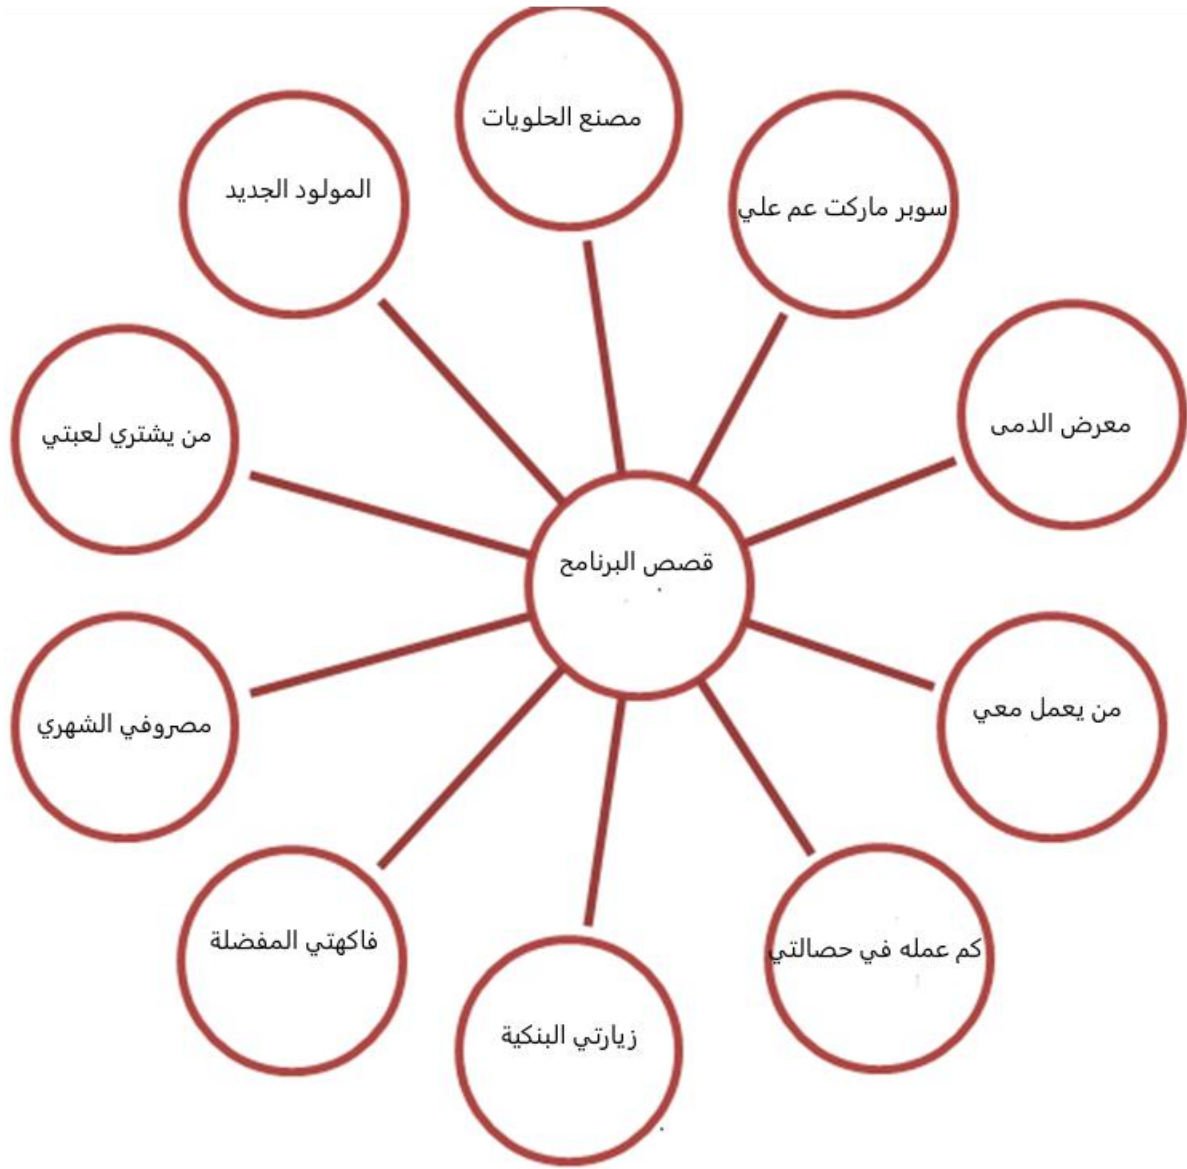 مصنع الحلويات
سوبر ماركت عم علي
المولود الجديد
معرض الدمى
من يشتري لعبتي
قصص البرنامح
من يعمل معي
مصروفي الشهري
فاكهتي المفضلة
كم عمله في حصالتي
زيارتي البنكية